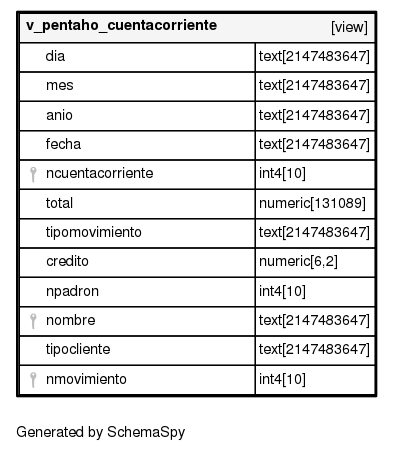 v_pentaho_cuentacorriente [view]
dia text[2147483647]
mes text[2147483647]
anio text[2147483647]
fecha text[2147483647]
ncuentacorriente int4[10]
total numeric[131089]
tipomovimiento text[2147483647]
credito numeric[6,2]
npadron int4[10]
nombre text[2147483647]
tipocliente text[2147483647]
nmovimiento int4[10]
Generated by SchemaSpy